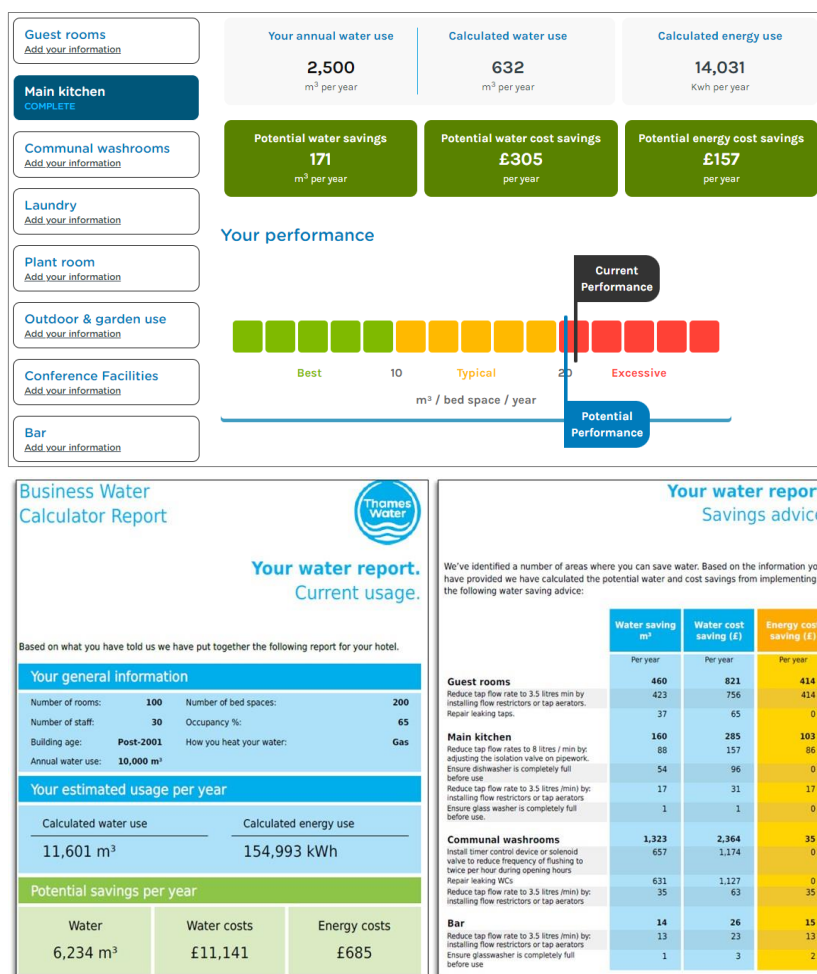 Guest rooms
Add your information
Main kitchen
COMPLETE
Communal washrooms
Add your information
Laundry
Add your information
Plant room
Add your information
Outdoor & garden use
Add your information
Conference Facilities
Add your information
Bar
Add your information
Your annual water use
2,500
m³ per year
Calculated water use
632
m³ per year
Calculated energy use
14,031
Kwh per year
Potential water savings
171
m³ per year
Potential water cost savings
£305
per year
Potential energy cost savings
£157
per year
Your performance
Current
Performance
Best 10 Typical 20 Excessive
m³ / bed space / year
Potential
Performance
Business Water
Calculator Report
Thames
Water
Your water report.
Current usage.
Based on what you have told us we have put together the following report for your hotel.
Your general information
Number of rooms: 100 Number of bed spaces: 200
Number of staff: 30 Occupancy %: 65
Building age: Post-2001 How you heat your water: Gas
Annual water use: 10,000 m³
Your estimated usage per year
Calculated water use Calculated energy use
11,601 m³ 154,993 kWh
Potential savings per year
Water Water costs Energy costs
6,234 m³ £11,141 £685
Your water repor
Savings advic
We've identified a number of areas where you can save water. Based on the information yo
have provided we have calculated the potential water and cost savings from implementing
the following water saving advice:
Water saving Water cost Energy cos
m³ saving (£) saving (£)
Per year Per year Per year
Guest rooms 460 821 414
Reduce tap flow rate to 3.5 litres min by 423 756 414
installing flow restrictors or tap aerators.
Repair leaking taps. 37 65 0
Main kitchen 160 285 103
Reduce tap flow rates to 8 litres / min by: 88 157 86
adjusting the isolation valve on pipework.
Ensure dishwasher is completely full 54 96 0
before use
Reduce tap flow rate to 3.5 litres /min) by: 17 31 17
installing flow restrictors or tap aerators
Ensure glass washer is completely full 1 1 0
before use.
Communal washrooms 1,323 2,364 35
Install timer control device or solenoid 657 1,174 0
valve to reduce frequency of flushing to
twice per hour during opening hours
Repair leaking WCs 631 1,127 0
Reduce tap flow rate to 3.5 litres /min) by: 35 63 35
installing flow restrictors or tap aerators
Bar 14 26 15
Reduce tap flow rate to 3.5 litres /min) by: 13 23 13
installing flow restrictors or tap aerators
Ensure glasswasher is completely full 1 3 2
before use